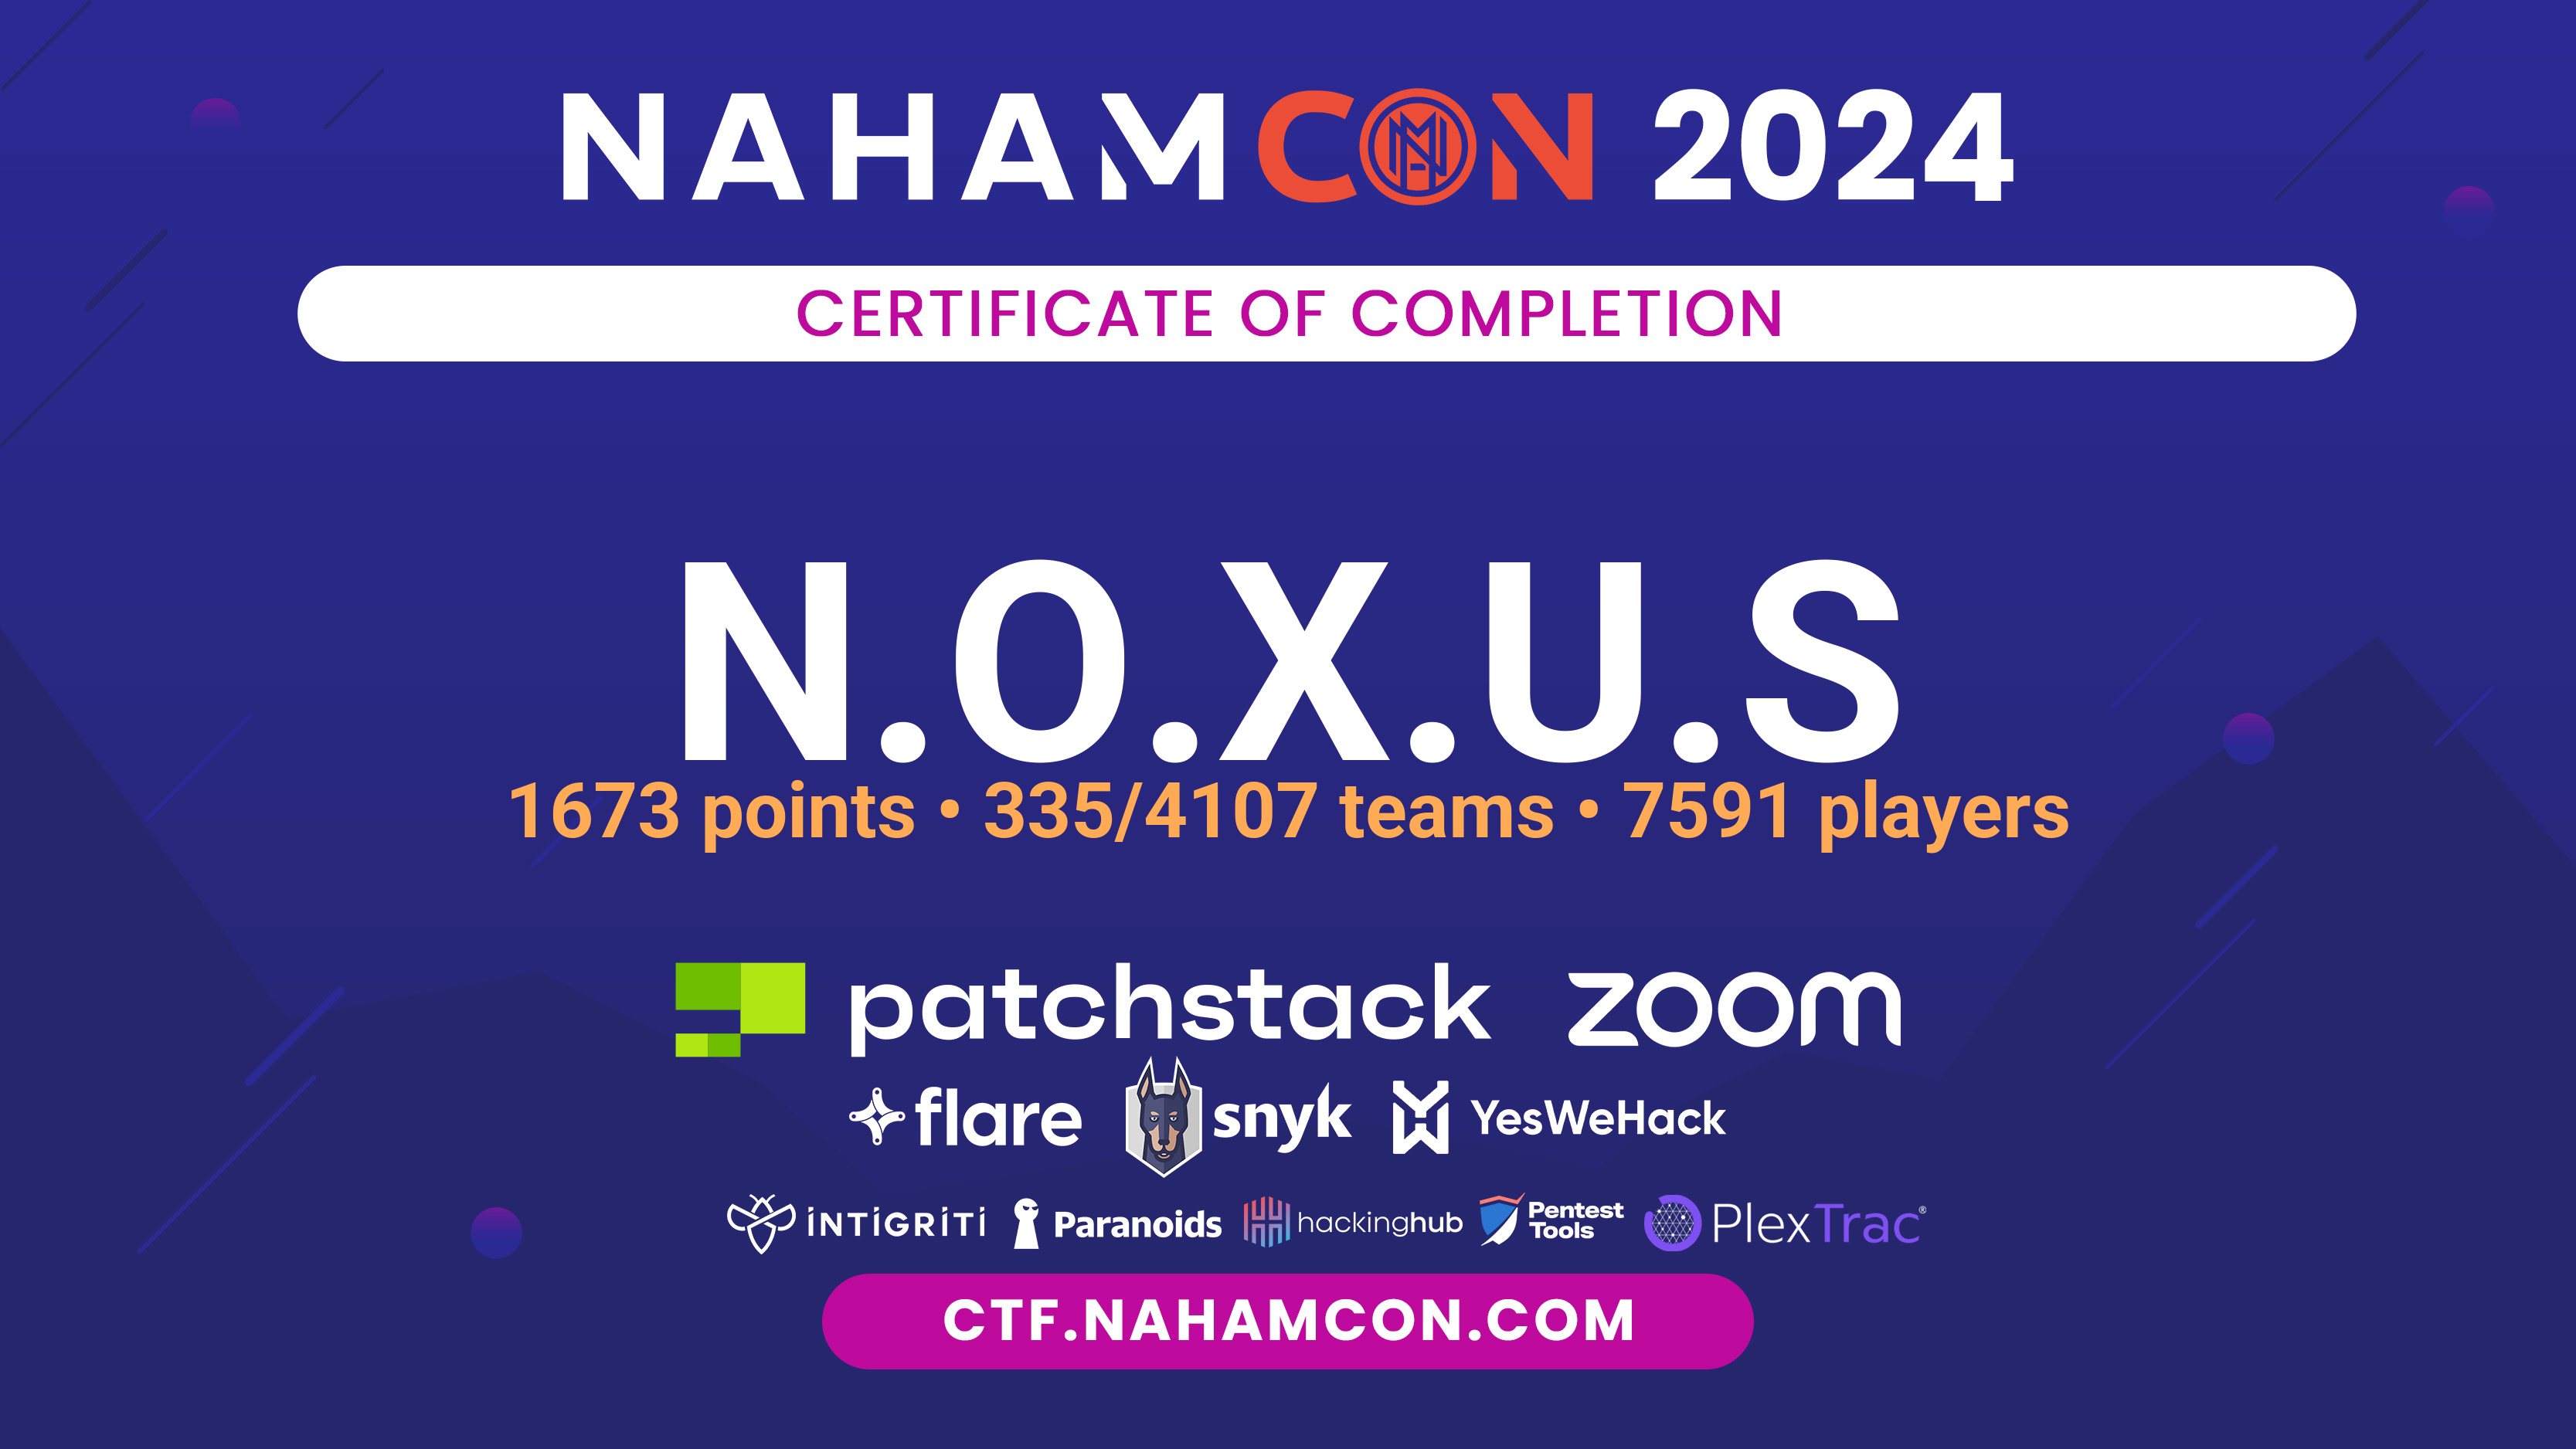 NAHAMCON 2024
CERTIFICATE OF COMPLETION
N.O.X.U.S
1673 points • 335/4107 teams • 7591 players
patchstack zoom
flare snyk YesWeHack
INTIGRITI Paranoids hackinghub Pentest Tools PlexTrac®
CTF.NAHAMCON.COM